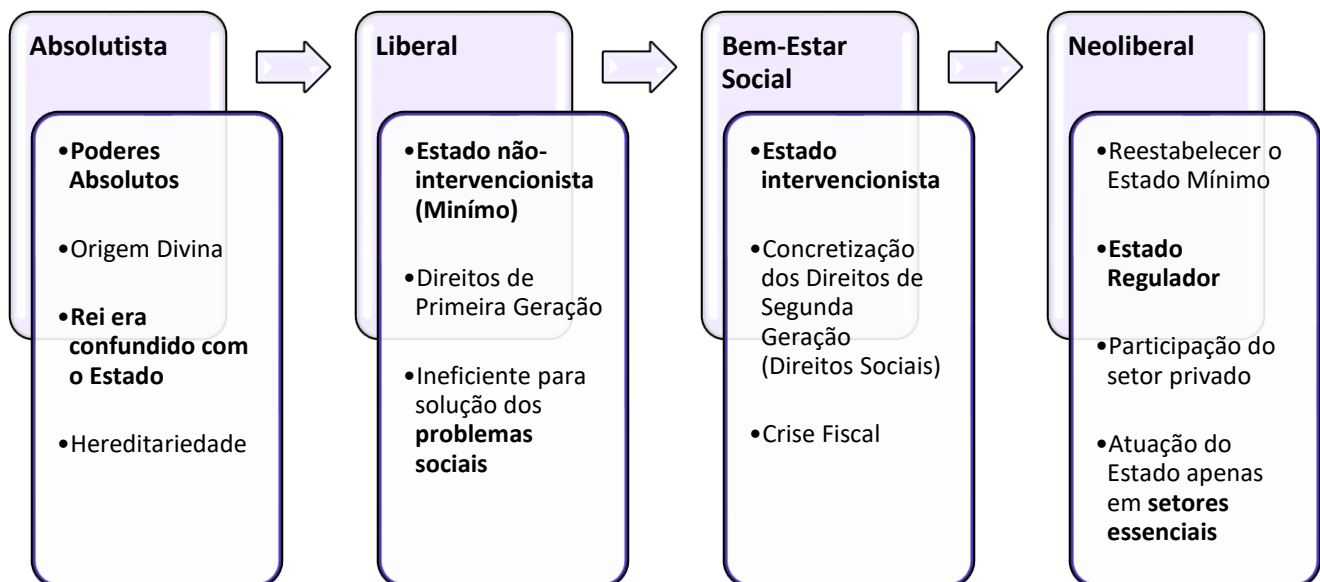 Absolutista
•Poderes
Absolutos
•Origem Divina
•Rei era
confundido com
o Estado
•Hereditariedade
Liberal
•Estado não-
intervencionista
(Minímo)
•Direitos de
Primeira Geração
•Ineficiente para
solução dos
problemas
sociais
Bem-Estar
Social
•Estado
intervencionista
•Concretização
dos Direitos de
Segunda
Geração
(Direitos Sociais)
•Crise Fiscal
Neoliberal
•Reestabelecer o
Estado Mínimo
•Estado
Regulador
•Participação do
setor privado
•Atuação do
Estado apenas
em setores
essenciais